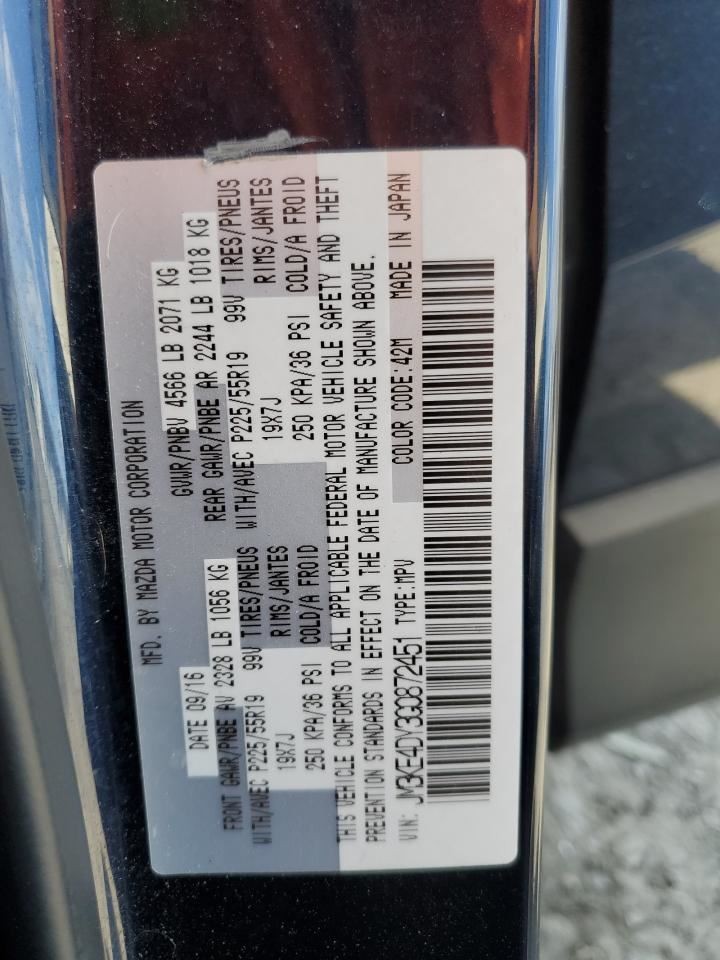 MFD. BY MAZDA MOTOR CORPORATION
DATE 09/16 GVWR/PNBV 4566 LB 2071 KG
FRONT GAWR/PNBE AV 2328 LB 1056 KG REAR GAWR/PNBE AR 2244 LB 1018 KG
WITH/AVEC P225/55R19 99V TIRES/PNEUS WITH/AVEC P225/55R19 99V TIRES/PNEUS
19X7J RIMS/JANTES 19X7J RIMS/JANTES
250 KPA/36 PSI COLD/A FROID 250 KPA/36 PSI COLD/A FROID
THIS VEHICLE CONFORMS TO ALL APPLICABLE FEDERAL MOTOR VEHICLE SAFETY AND THEFT
PREVENTION STANDARDS IN EFFECT ON THE DATE OF MANUFACTURE SHOWN ABOVE.
VIN: JM3KE4DY3G0872451 TYPE:MPV COLOR CODE:42M MADE IN JAPAN